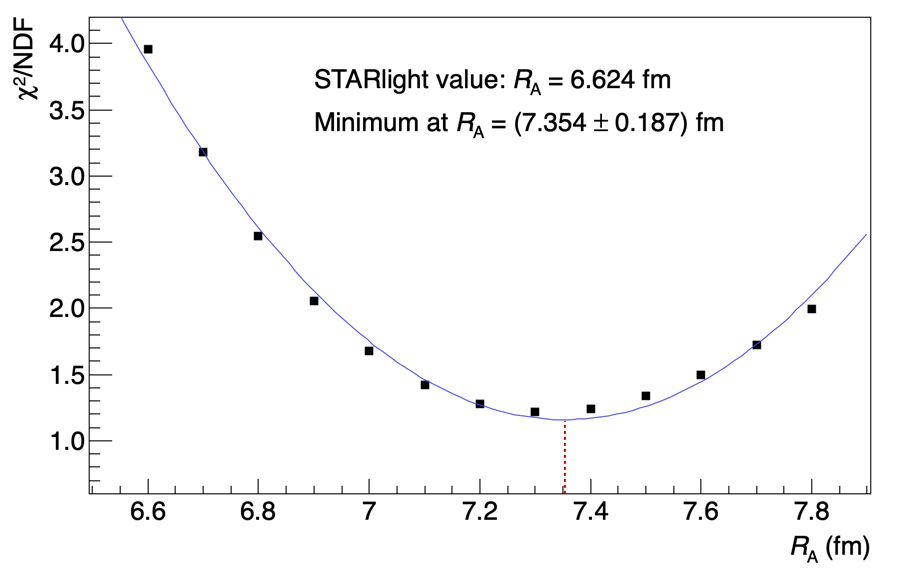 χ²/NDF
4.0
3.5
3.0
2.5
2.0
1.5
1.0
STARlight value: R_A = 6.624 fm
Minimum at R_A = (7.354 ± 0.187) fm
6.6 6.8 7 7.2 7.4 7.6 7.8
R_A (fm)